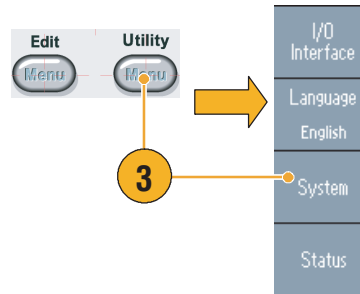 Edit
Utility
Menu
Menu
3
I/O
Interface
Language
English
System
Status